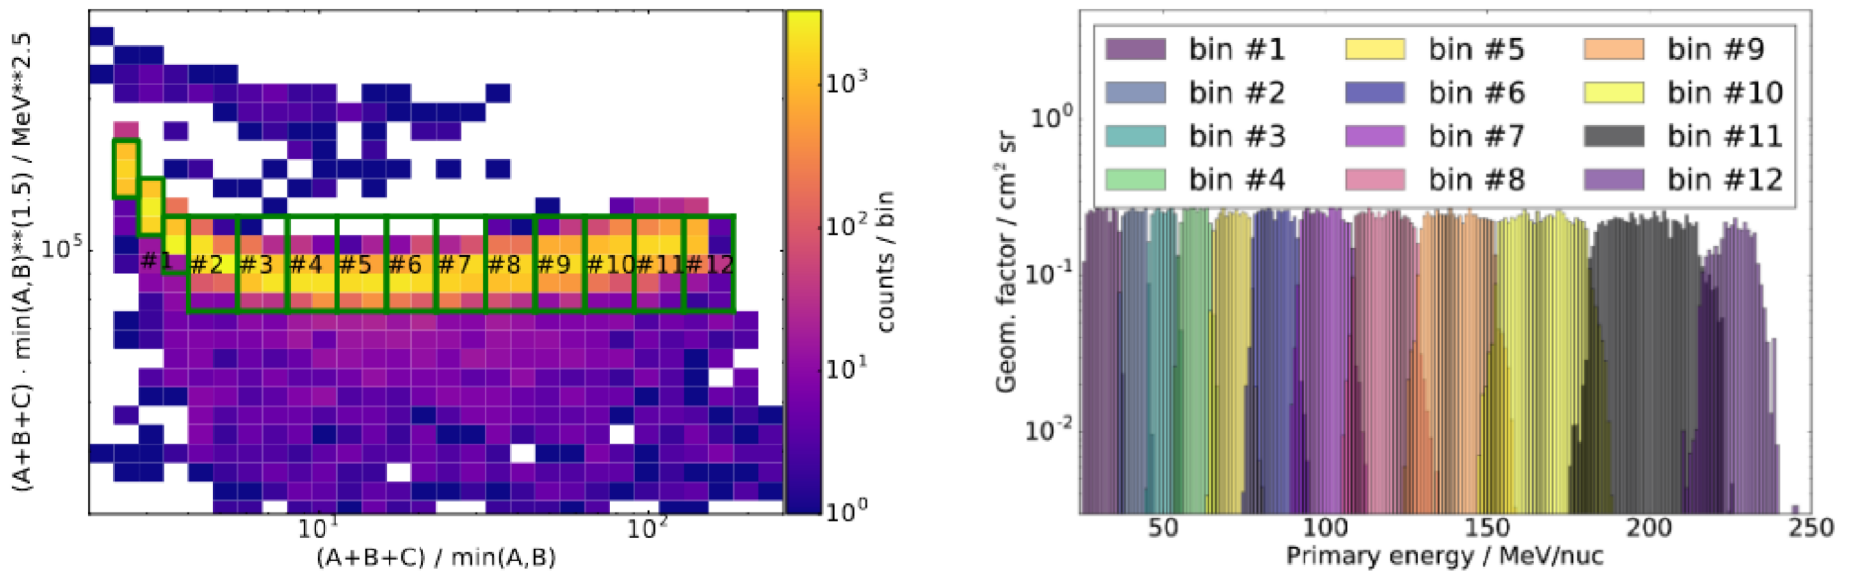 (A+B+C) · min(A,B)**(1.5) / MeV**2.5
10⁵
#1 #2 #3 #4 #5 #6 #7 #8 #9 #10 #11 #12
10¹ 10²
(A+B+C) / min(A,B)
10³
10²
10¹
10⁰
counts / bin
Geom. factor / cm² sr
10⁰
10⁻¹
10⁻²
bin #1 bin #5 bin #9
bin #2 bin #6 bin #10
bin #3 bin #7 bin #11
bin #4 bin #8 bin #12
50 100 150 200 250
Primary energy / MeV/nuc